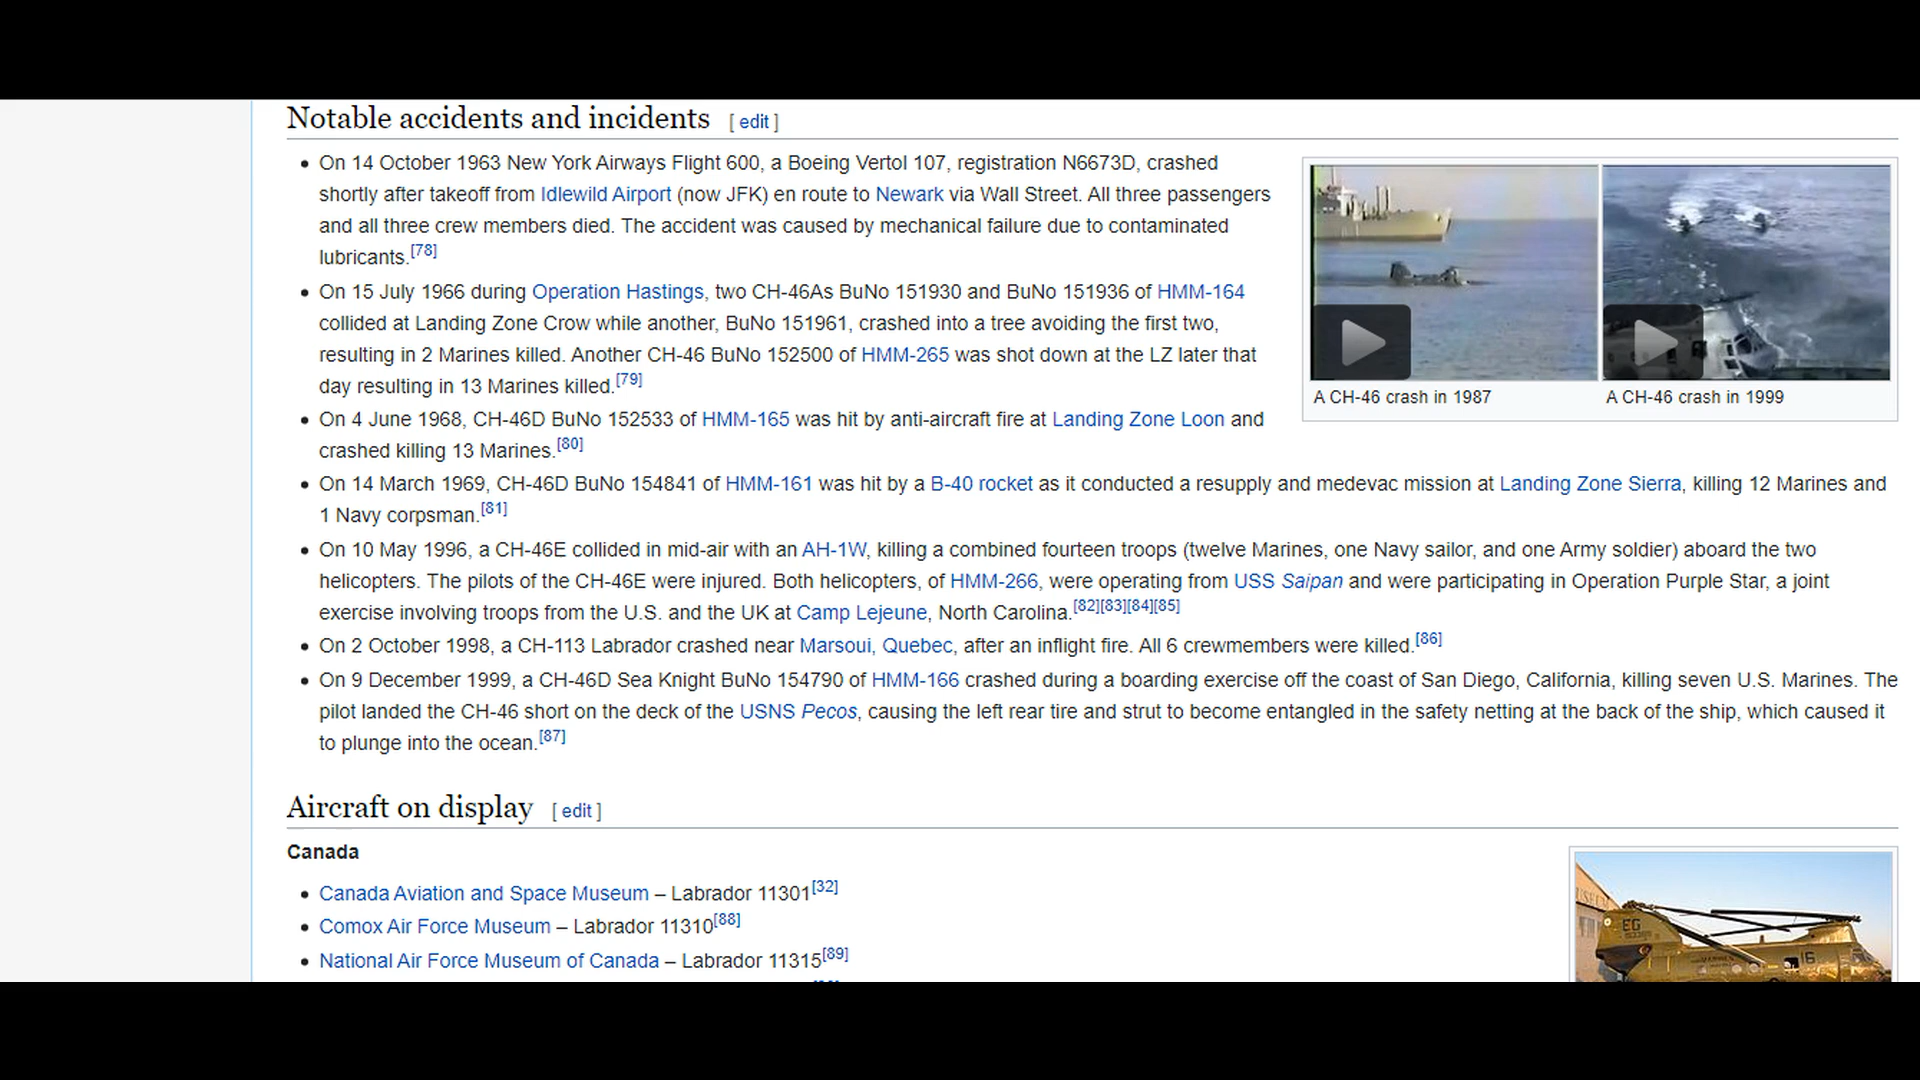 Notable accidents and incidents [ edit ]
On 14 October 1963 New York Airways Flight 600, a Boeing Vertol 107, registration N6673D, crashed
shortly after takeoff from Idlewild Airport (now JFK) en route to Newark via Wall Street. All three passengers
and all three crew members died. The accident was caused by mechanical failure due to contaminated
lubricants.[78]
On 15 July 1966 during Operation Hastings, two CH-46As BuNo 151930 and BuNo 151936 of HMM-164
collided at Landing Zone Crow while another, BuNo 151961, crashed into a tree avoiding the first two,
resulting in 2 Marines killed. Another CH-46 BuNo 152500 of HMM-265 was shot down at the LZ later that
day resulting in 13 Marines killed.[79]
On 4 June 1968, CH-46D BuNo 152533 of HMM-165 was hit by anti-aircraft fire at Landing Zone Loon and
crashed killing 13 Marines.[80]
A CH-46 crash in 1987
A CH-46 crash in 1999
On 14 March 1969, CH-46D BuNo 154841 of HMM-161 was hit by a B-40 rocket as it conducted a resupply and medevac mission at Landing Zone Sierra, killing 12 Marines and
1 Navy corpsman.[81]
On 10 May 1996, a CH-46E collided in mid-air with an AH-1W, killing a combined fourteen troops (twelve Marines, one Navy sailor, and one Army soldier) aboard the two
helicopters. The pilots of the CH-46E were injured. Both helicopters, of HMM-266, were operating from USS Saipan and were participating in Operation Purple Star, a joint
exercise involving troops from the U.S. and the UK at Camp Lejeune, North Carolina.[82][83][84][85]
On 2 October 1998, a CH-113 Labrador crashed near Marsoui, Quebec, after an inflight fire. All 6 crewmembers were killed.[86]
On 9 December 1999, a CH-46D Sea Knight BuNo 154790 of HMM-166 crashed during a boarding exercise off the coast of San Diego, California, killing seven U.S. Marines. The
pilot landed the CH-46 short on the deck of the USNS Pecos, causing the left rear tire and strut to become entangled in the safety netting at the back of the ship, which caused it
to plunge into the ocean.[87]
Aircraft on display [ edit ]
Canada
Canada Aviation and Space Museum – Labrador 11301[32]
Comox Air Force Museum – Labrador 11310[88]
National Air Force Museum of Canada – Labrador 11315[89]
EG
16